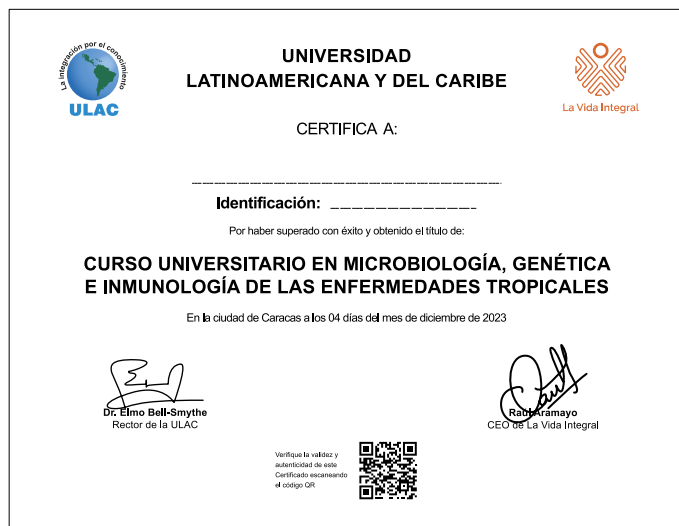 La integración por el conocimiento
ULAC
UNIVERSIDAD
LATINOAMERICANA Y DEL CARIBE
La Vida Integral
CERTIFICA A:
Identificación:
Por haber superado con éxito y obtenido el título de:
CURSO UNIVERSITARIO EN MICROBIOLOGÍA, GENÉTICA
E INMUNOLOGÍA DE LAS ENFERMEDADES TROPICALES
En la ciudad de Caracas a los 04 días del mes de diciembre de 2023
Dr. Elmo Bell-Smythe
Rector de la ULAC
Raúl Aramayo
CEO de La Vida Integral
Verifique la validez y
autenticidad de este
Certificado escaneando
el código QR